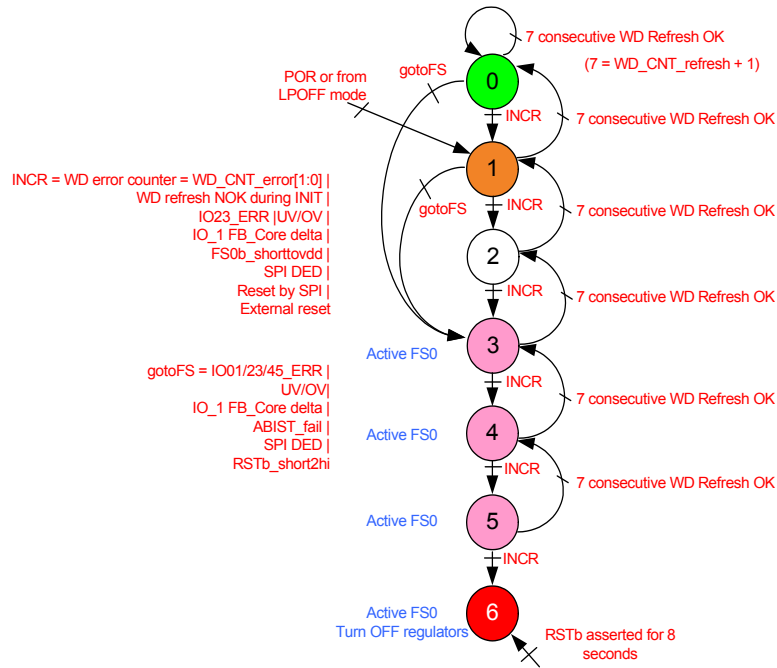 7 consecutive WD Refresh OK
(7 = WD_CNT_refresh + 1)
gotoFS
0
POR or from
LPOFF mode
INCR
7 consecutive WD Refresh OK
1
INCR = WD error counter = WD_CNT_error[1:0] |
WD refresh NOK during INIT |
IO23_ERR |UV/OV|
IO_1 FB_Core delta |
FS0b_shorttovdd |
SPI DED |
Reset by SPI |
External reset
gotoFS
INCR
7 consecutive WD Refresh OK
2
INCR
7 consecutive WD Refresh OK
3
Active FS0
gotoFS = IO01/23/45_ERR |
UV/OV|
IO_1 FB_Core delta |
ABIST_fail |
SPI DED |
RSTb_short2hi
INCR
7 consecutive WD Refresh OK
4
Active FS0
INCR
7 consecutive WD Refresh OK
5
Active FS0
INCR
6
Active FS0
Turn OFF regulators
RSTb asserted for 8
seconds